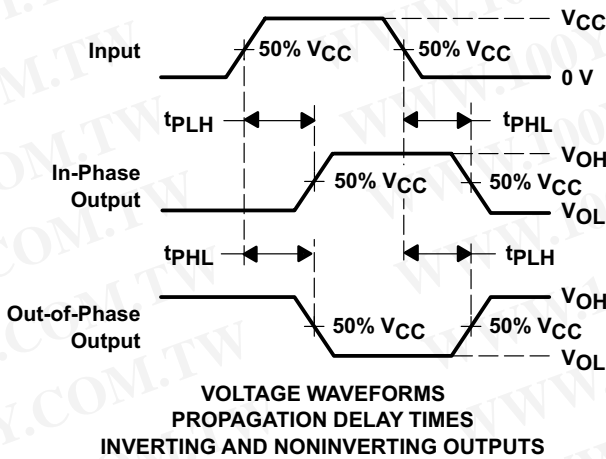 VCC
Input
50% VCC
50% VCC
0 V
tPLH
tPHL
VOH
In-Phase
Output
50% VCC
50% VCC
VOL
tPHL
tPLH
VOH
Out-of-Phase
Output
50% VCC
50% VCC
VOL
VOLTAGE WAVEFORMS
PROPAGATION DELAY TIMES
INVERTING AND NONINVERTING OUTPUTS